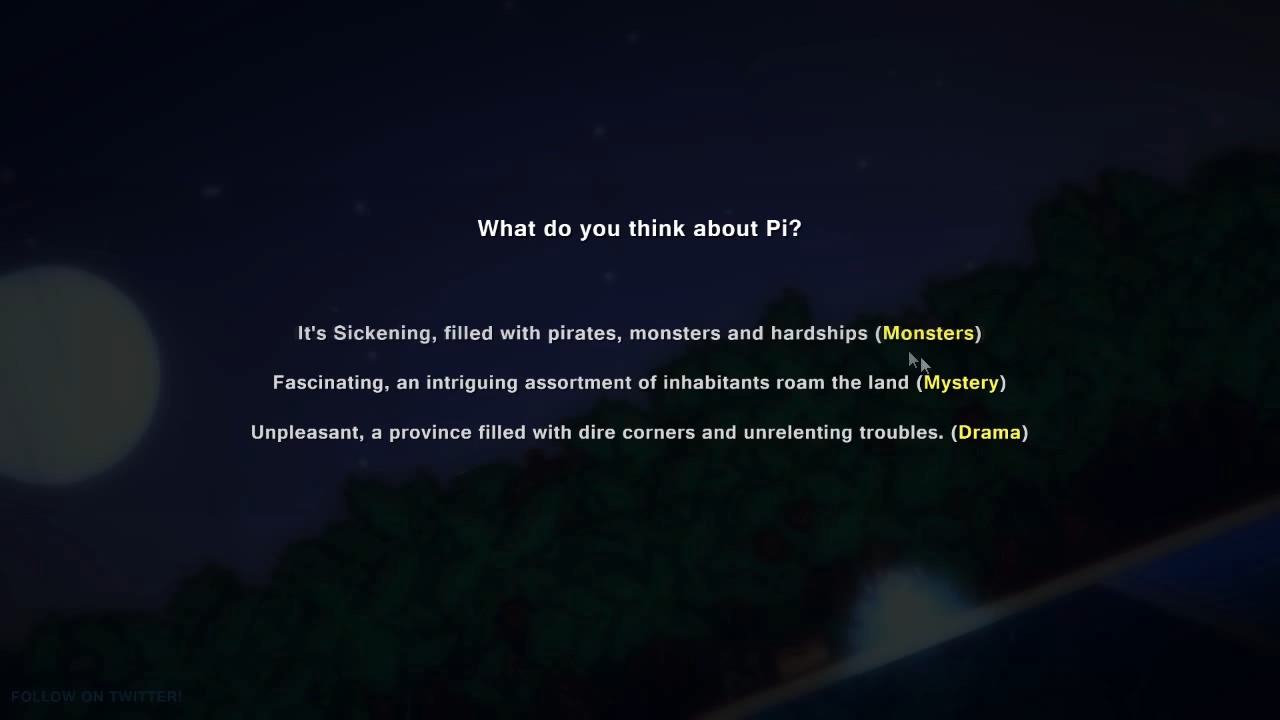 What do you think about Pi?
It's Sickening, filled with pirates, monsters and hardships (Monsters)
Fascinating, an intriguing assortment of inhabitants roam the land (Mystery)
Unpleasant, a province filled with dire corners and unrelenting troubles. (Drama)
FOLLOW ON TWITTER!